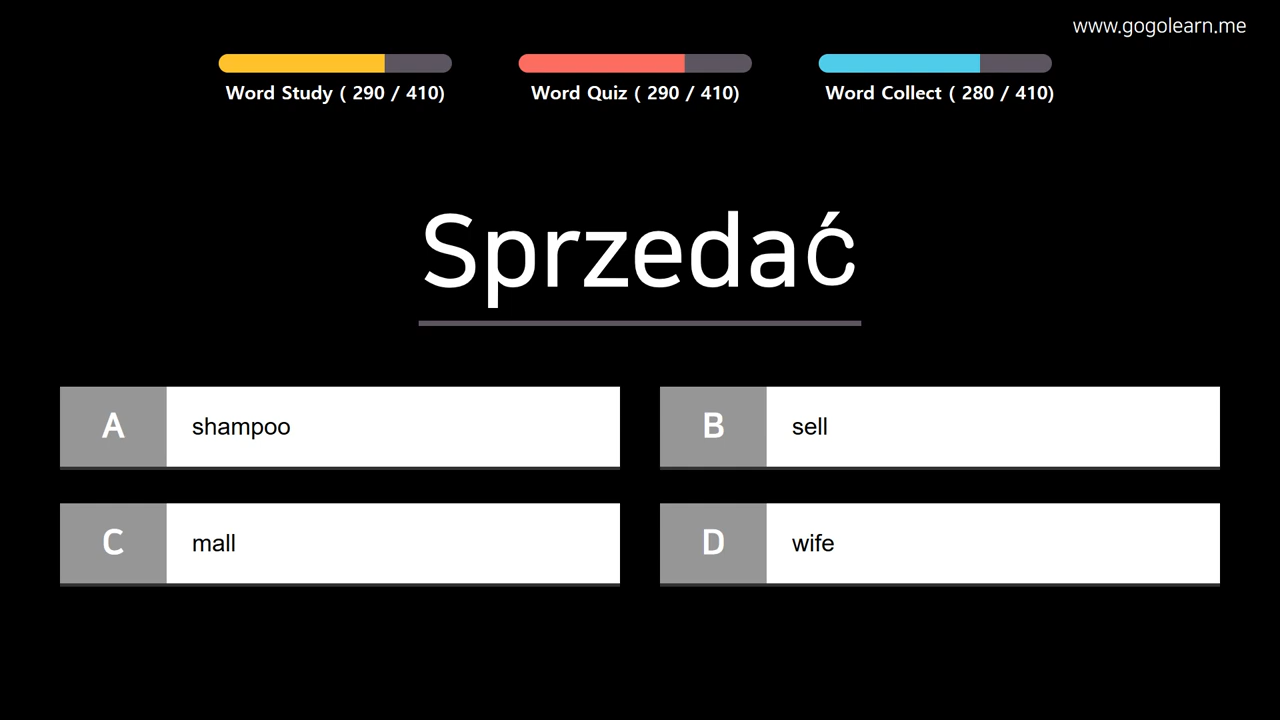 www.gogolearn.me
Word Study ( 290 / 410)
Word Quiz ( 290 / 410)
Word Collect ( 280 / 410)
Sprzedać
A shampoo
B sell
C mall
D wife